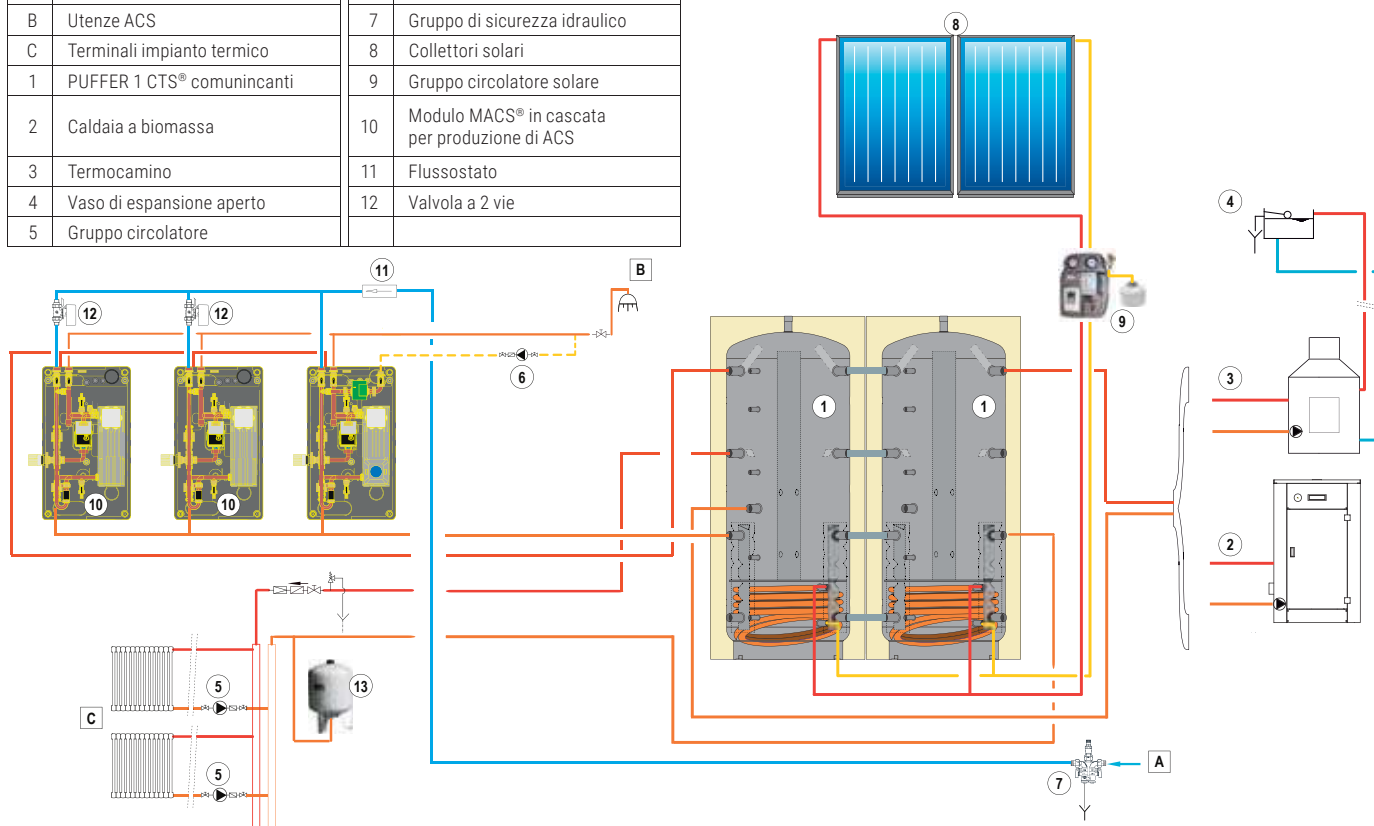 B Utenze ACS
7 Gruppo di sicurezza idraulico
C Terminali impianto termico
8 Collettori solari
1 PUFFER 1 CTS® comunincanti
9 Gruppo circolatore solare
2 Caldaia a biomassa
10 Modulo MACS® in cascata
per produzione di ACS
3 Termocamino
11 Flussostato
4 Vaso di espansione aperto
12 Valvola a 2 vie
5 Gruppo circolatore
8
4
11
B
12
12
9
6
3
1
1
10
10
2
13
5
C
5
7
A